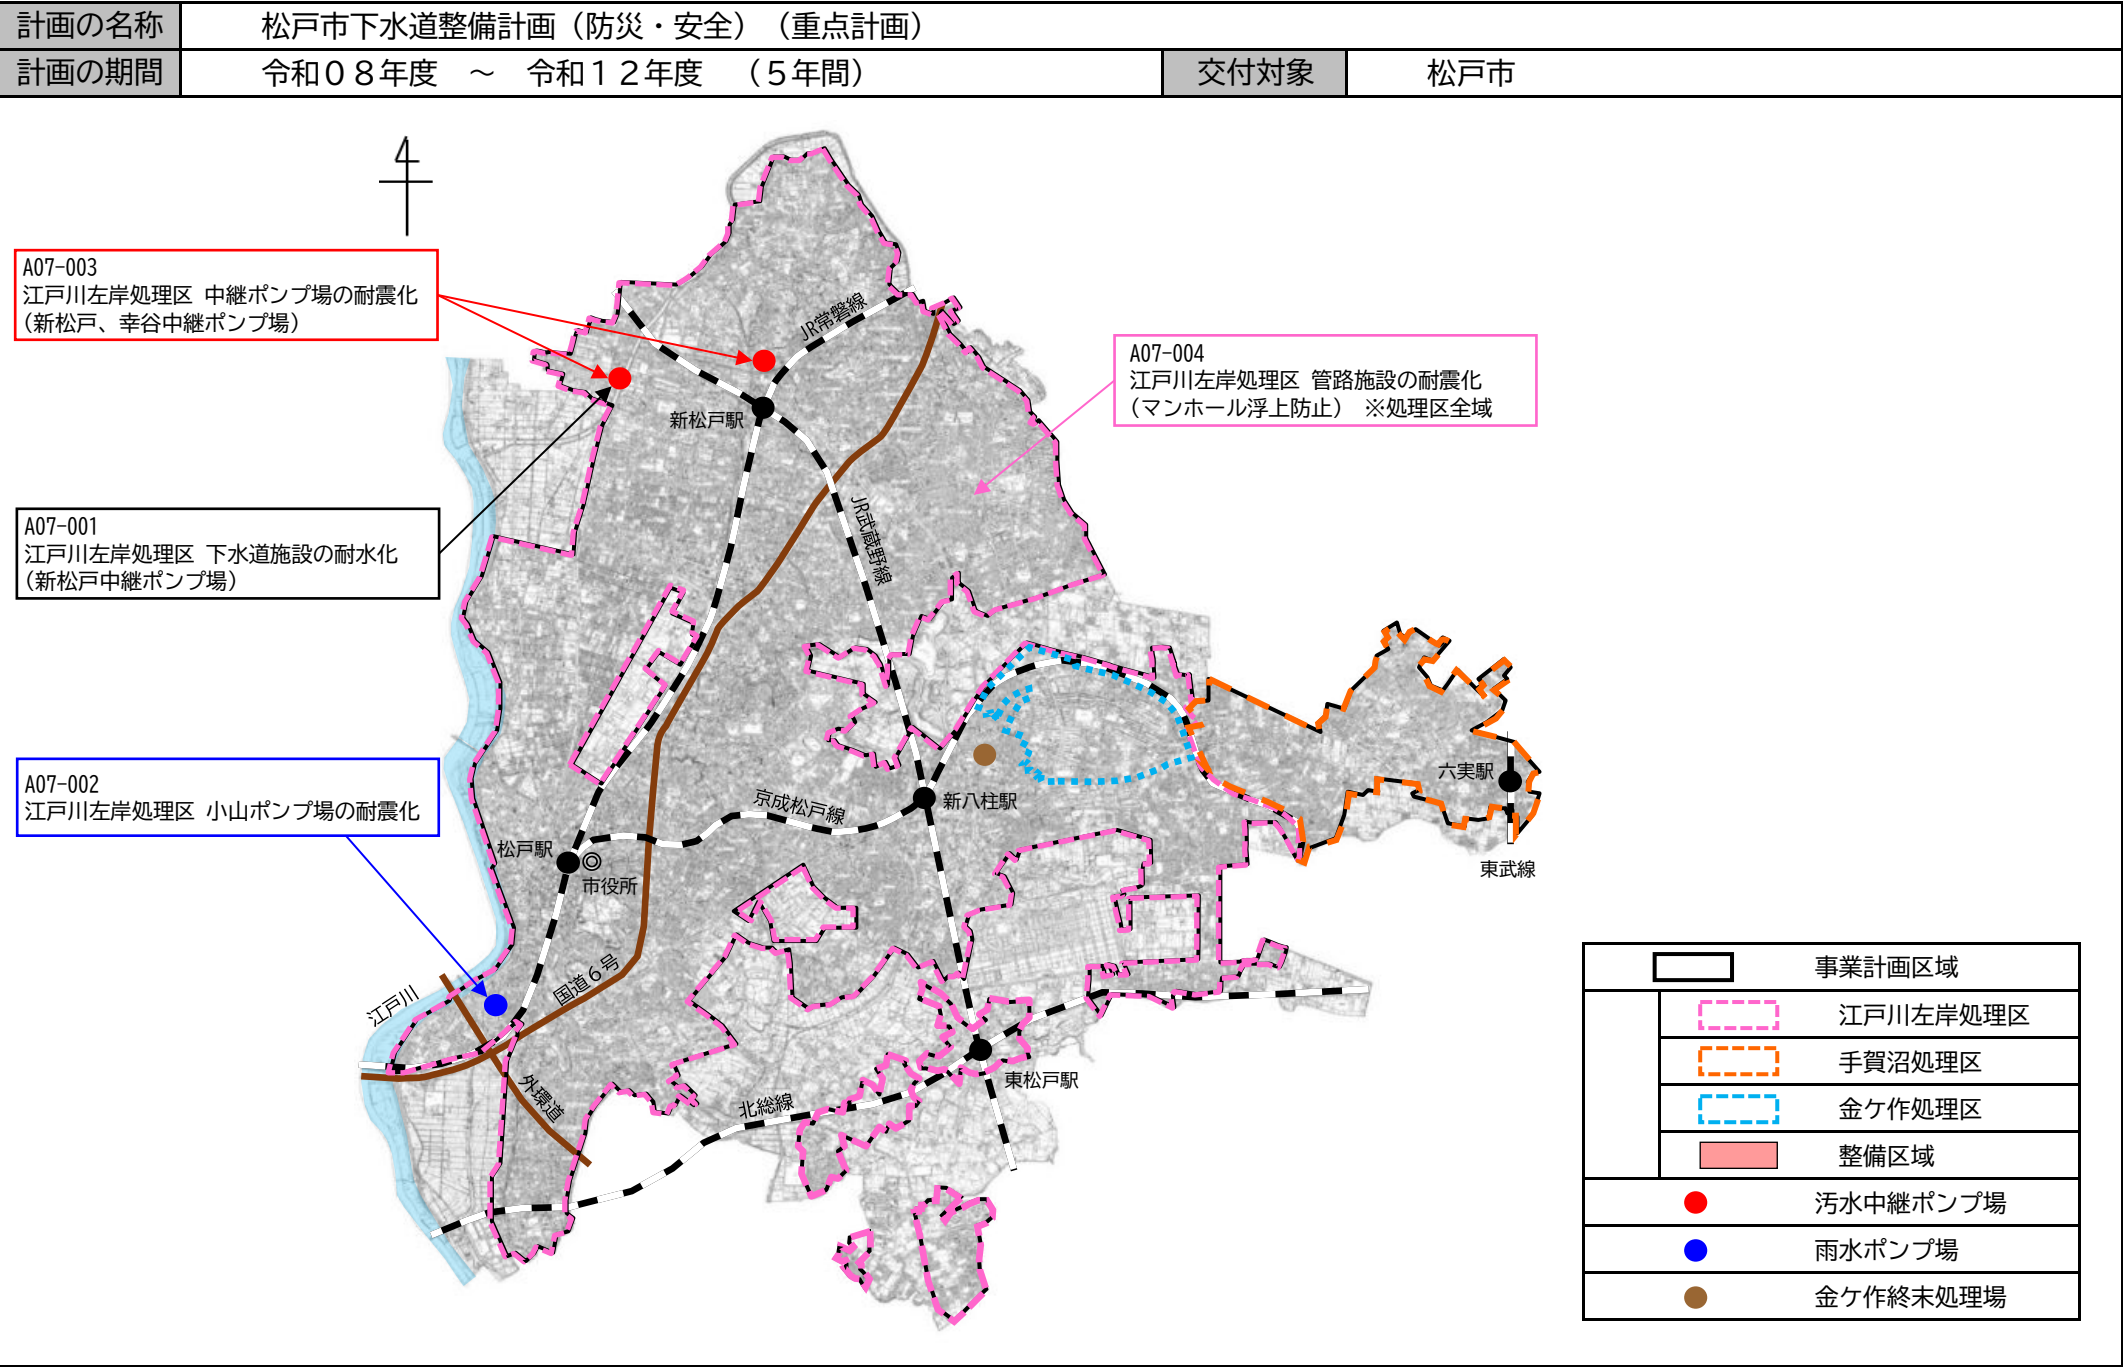 計画の名称
松戸市下水道整備計画（防災・安全）（重点計画）
計画の期間
令和０８年度　～　令和１２年度　（５年間）
交付対象
松戸市
A07-003
江戸川左岸処理区 中継ポンプ場の耐震化
（新松戸、幸谷中継ポンプ場）
JR常磐線
A07-004
江戸川左岸処理区 管路施設の耐震化
（マンホール浮上防止） ※処理区全域
新松戸駅
JR武蔵野線
A07-001
江戸川左岸処理区 下水道施設の耐水化
（新松戸中継ポンプ場）
A07-002
江戸川左岸処理区 小山ポンプ場の耐震化
六実駅
京成松戸線
新八柱駅
松戸駅
市役所
東武線
国道６号
江戸川
外環道
北総線
東松戸駅
事業計画区域
江戸川左岸処理区
手賀沼処理区
金ケ作処理区
整備区域
汚水中継ポンプ場
雨水ポンプ場
金ケ作終末処理場